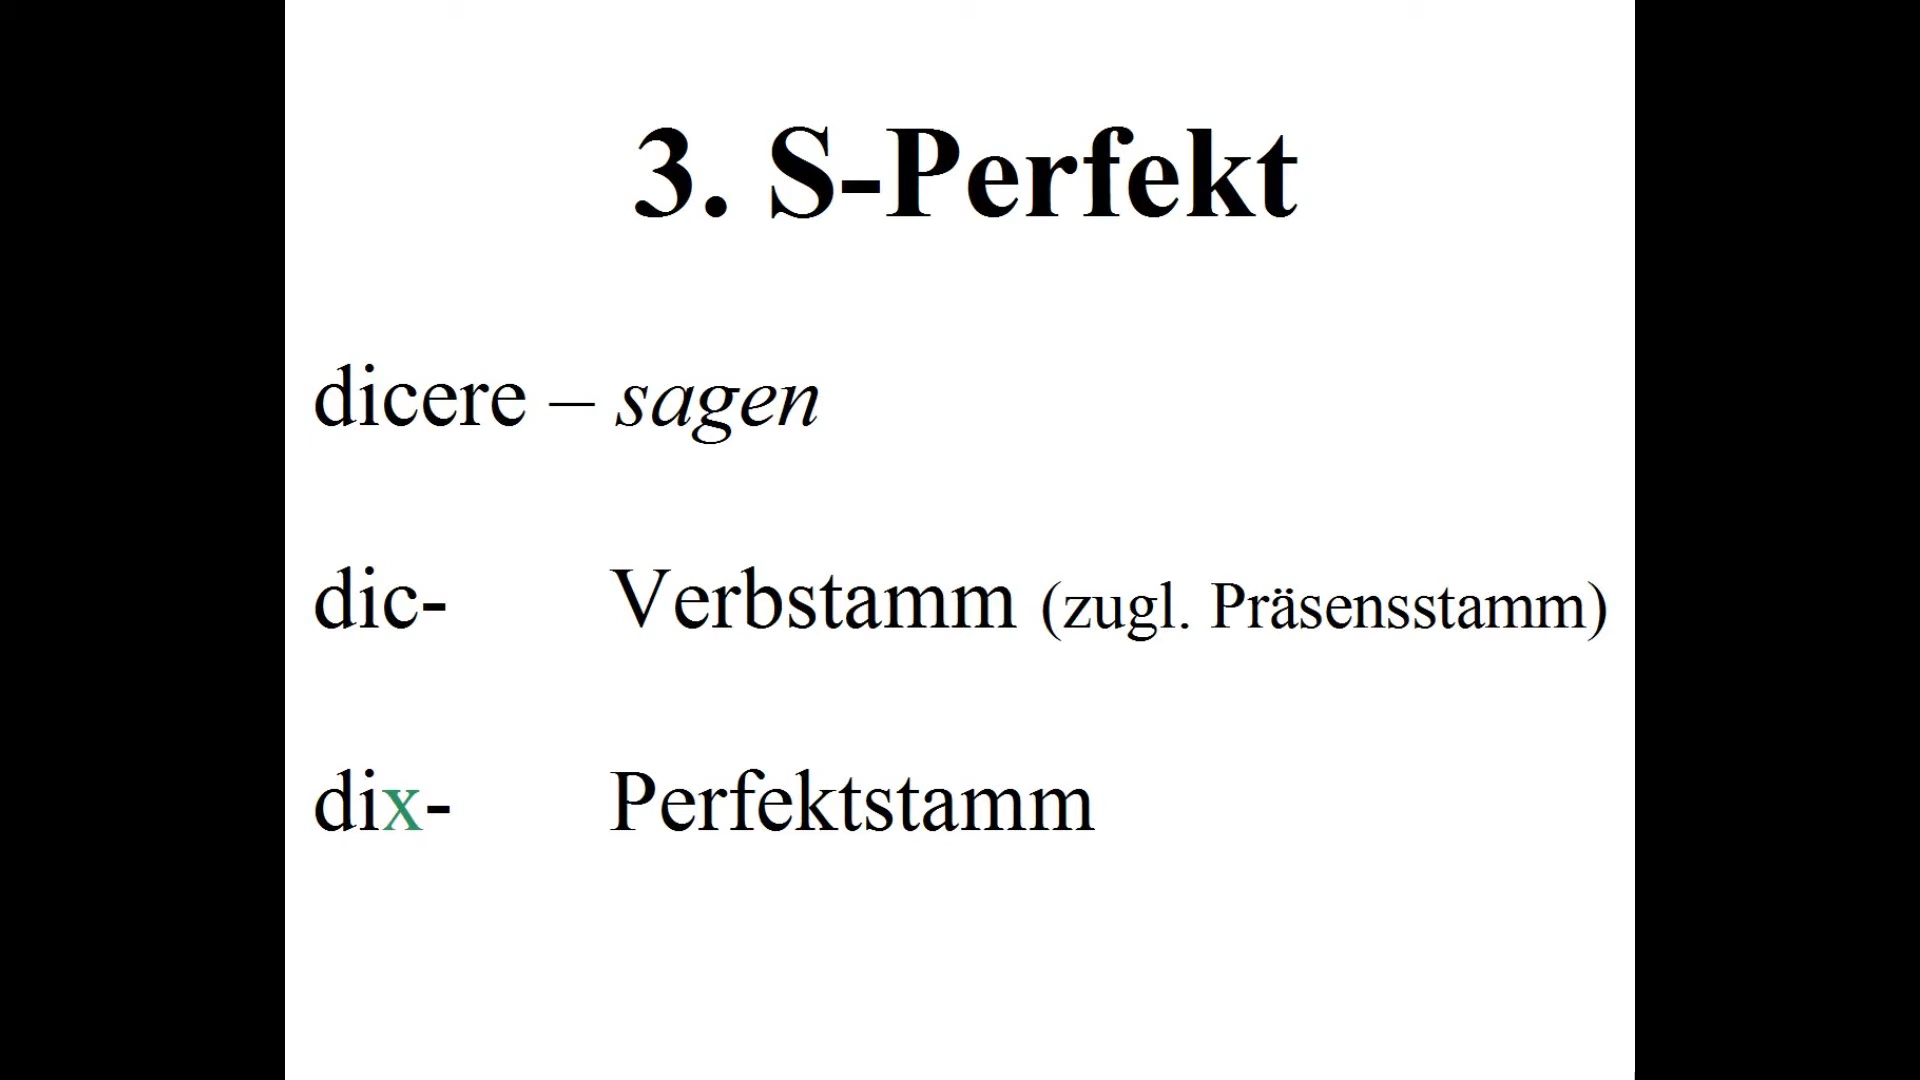 3. S-Perfekt
dicere – sagen
dic- Verbstamm (zugl. Präsensstamm)
dix- Perfektstamm